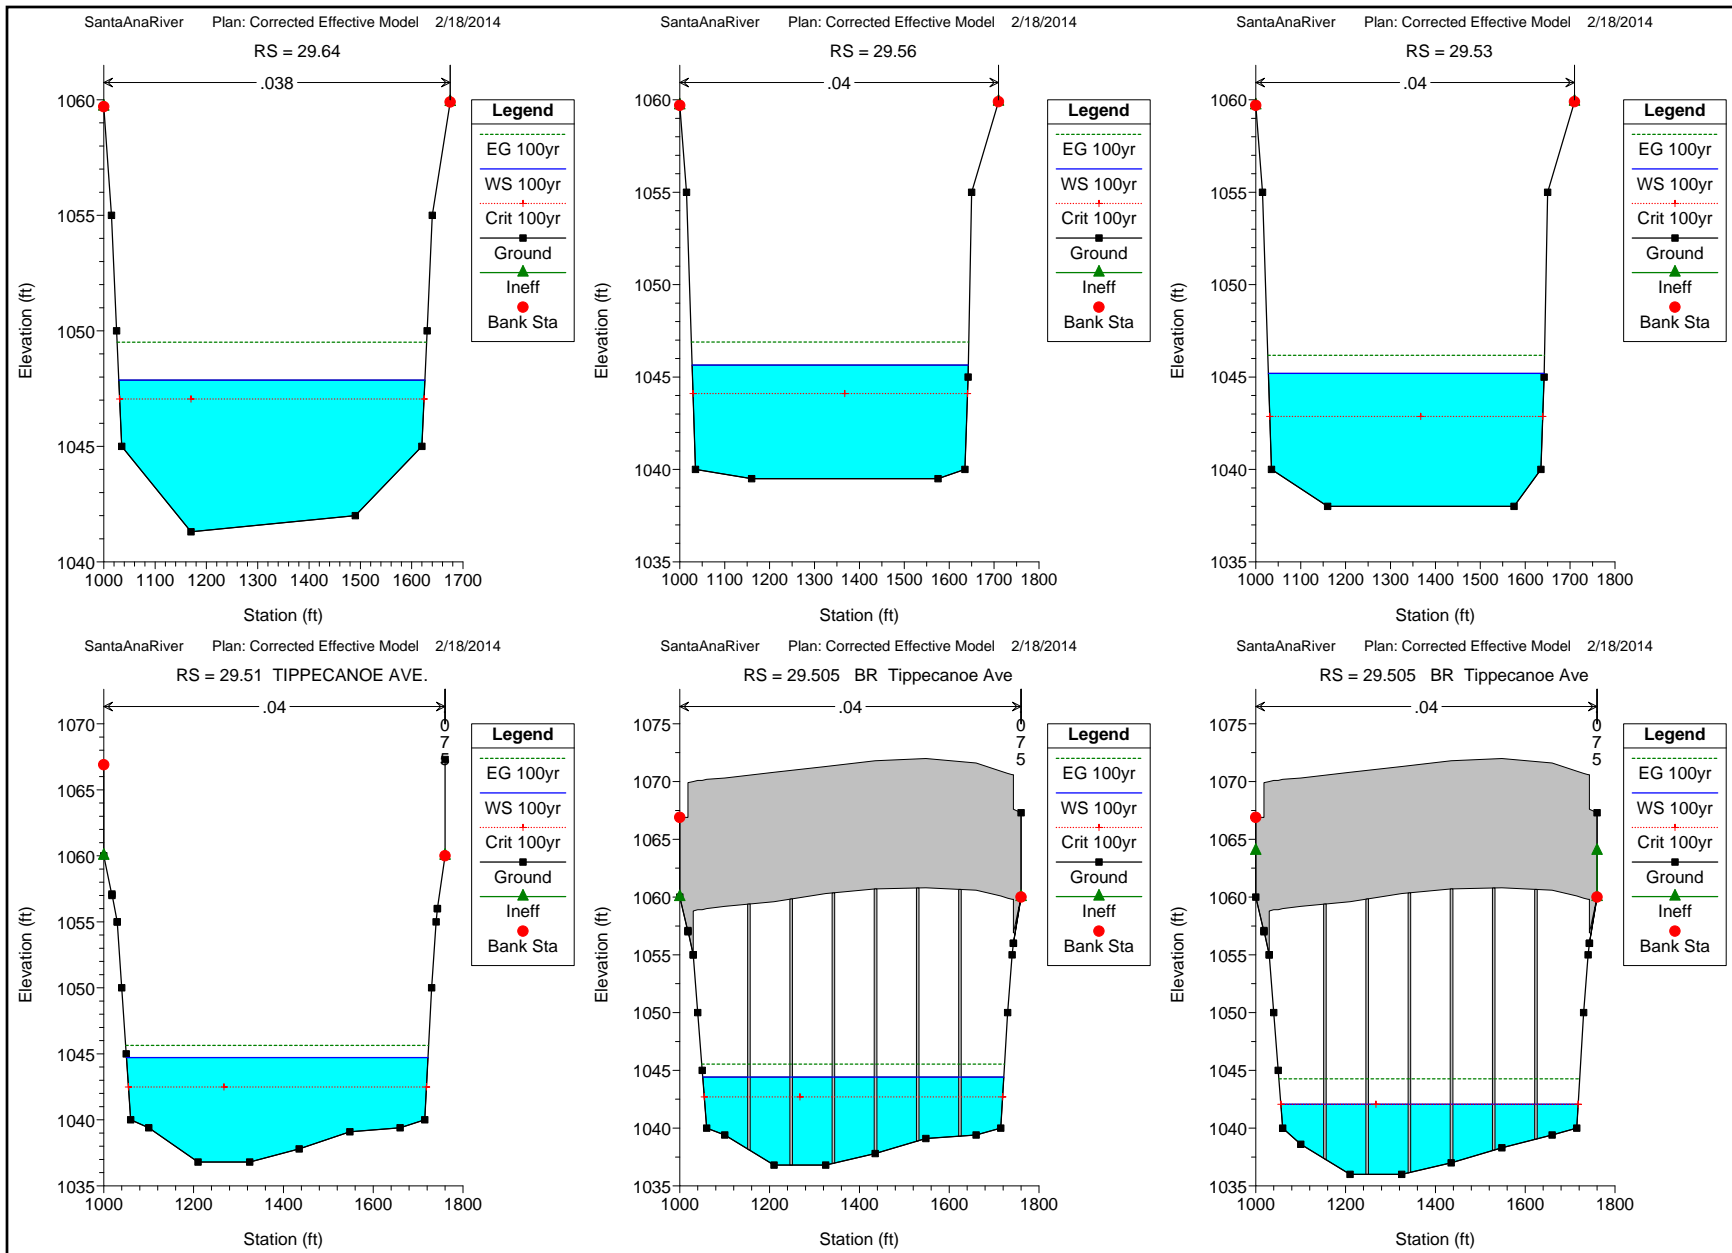 SantaAnaRiver Plan: Corrected Effective Model 2/18/2014
RS = 29.64
.038
1060
1055
1050
1045
1040
Elevation (ft)
1000 1100 1200 1300 1400 1500 1600 1700
Station (ft)
Legend
EG 100yr
WS 100yr
Crit 100yr
Ground
Ineff
Bank Sta
SantaAnaRiver Plan: Corrected Effective Model 2/18/2014
RS = 29.56
.04
1060
1055
1050
1045
1040
1035
Elevation (ft)
1000 1100 1200 1300 1400 1500 1600 1700 1800
Station (ft)
Legend
EG 100yr
WS 100yr
Crit 100yr
Ground
Ineff
Bank Sta
SantaAnaRiver Plan: Corrected Effective Model 2/18/2014
RS = 29.53
.04
1060
1055
1050
1045
1040
1035
Elevation (ft)
1000 1100 1200 1300 1400 1500 1600 1700 1800
Station (ft)
Legend
EG 100yr
WS 100yr
Crit 100yr
Ground
Ineff
Bank Sta
SantaAnaRiver Plan: Corrected Effective Model 2/18/2014
RS = 29.51 TIPPECANOE AVE.
.04
0
7
5
1070
1065
1060
1055
1050
1045
1040
1035
Elevation (ft)
1000 1200 1400 1600 1800
Station (ft)
Legend
EG 100yr
WS 100yr
Crit 100yr
Ground
Ineff
Bank Sta
SantaAnaRiver Plan: Corrected Effective Model 2/18/2014
RS = 29.505 BR Tippecanoe Ave
.04
0
7
5
1075
1070
1065
1060
1055
1050
1045
1040
1035
Elevation (ft)
1000 1200 1400 1600 1800
Station (ft)
Legend
EG 100yr
WS 100yr
Crit 100yr
Ground
Ineff
Bank Sta
SantaAnaRiver Plan: Corrected Effective Model 2/18/2014
RS = 29.505 BR Tippecanoe Ave
.04
0
7
5
1075
1070
1065
1060
1055
1050
1045
1040
1035
Elevation (ft)
1000 1200 1400 1600 1800
Station (ft)
Legend
EG 100yr
WS 100yr
Crit 100yr
Ground
Ineff
Bank Sta